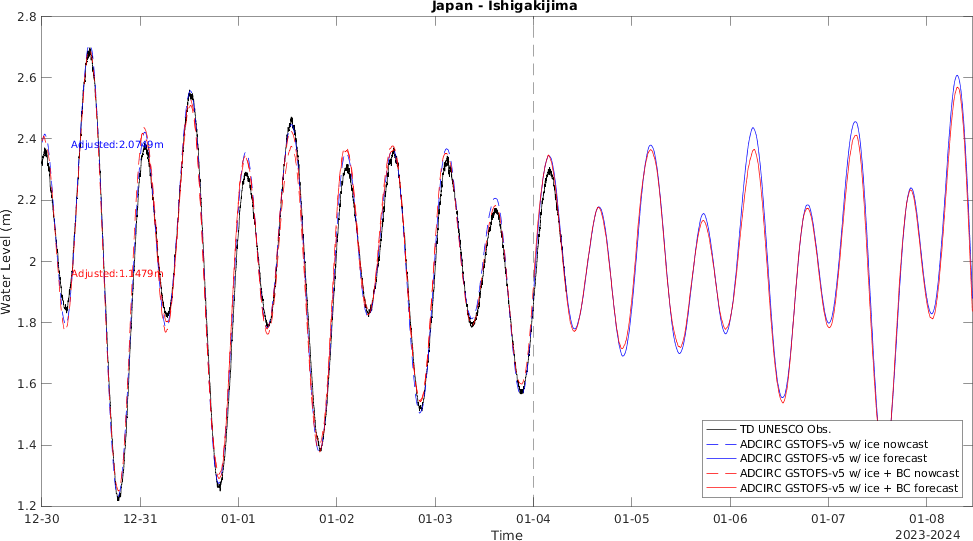 Japan - Ishigakijima
2.8
2.6
2.4
2.2
2
1.8
1.6
1.4
1.2
Water Level (m)
Adjusted:2.0749m
Adjusted:1.1479m
TD UNESCO Obs.
ADCIRC GSTOFS-v5 w/ ice nowcast
ADCIRC GSTOFS-v5 w/ ice forecast
ADCIRC GSTOFS-v5 w/ ice + BC nowcast
ADCIRC GSTOFS-v5 w/ ice + BC forecast
12-30 12-31 01-01 01-02 01-03 01-04 01-05 01-06 01-07 01-08
Time
2023-2024